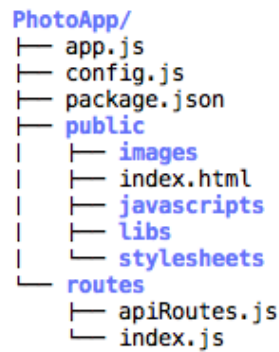 PhotoApp/
├── app.js
├── config.js
├── package.json
├── public
│   ├── images
│   ├── index.html
│   ├── javascripts
│   ├── libs
│   └── stylesheets
└── routes
    ├── apiRoutes.js
    └── index.js